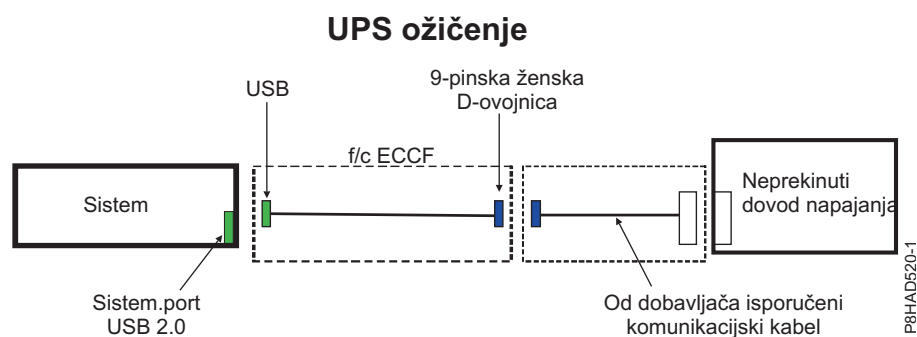 UPS ožičenje
USB
9-pinska ženska
D-ovojnica
f/c ECCF
Sistem
Neprekinuti
dovod napajanja
Sistem.port
USB 2.0
Od dobavljača isporučeni
komunikacijski kabel
P8HAD520-1